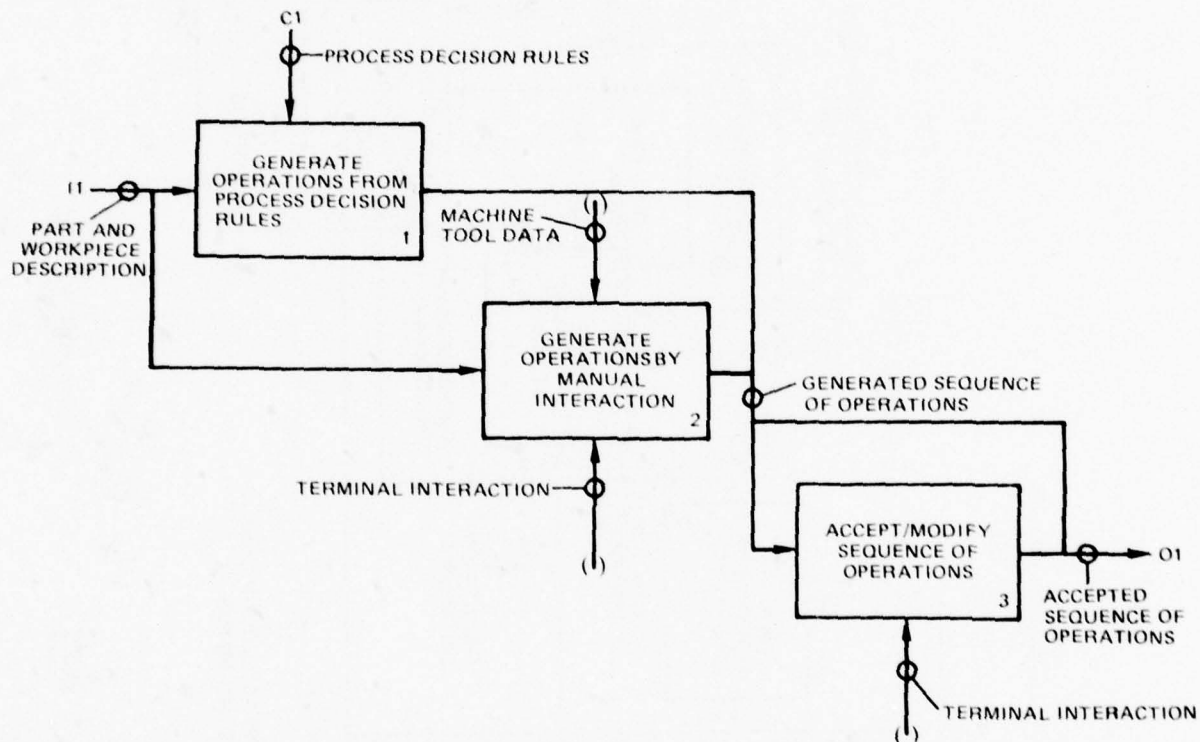 C1
PROCESS DECISION RULES
GENERATE
OPERATIONS FROM
PROCESS DECISION
RULES
1
I1
PART AND
WORKPIECE
DESCRIPTION
( )
MACHINE
TOOL DATA
GENERATE
OPERATIONS BY
MANUAL
INTERACTION
2
GENERATED SEQUENCE
OF OPERATIONS
TERMINAL INTERACTION
( )
ACCEPT/MODIFY
SEQUENCE OF
OPERATIONS
3
O1
ACCEPTED
SEQUENCE OF
OPERATIONS
TERMINAL INTERACTION
( )